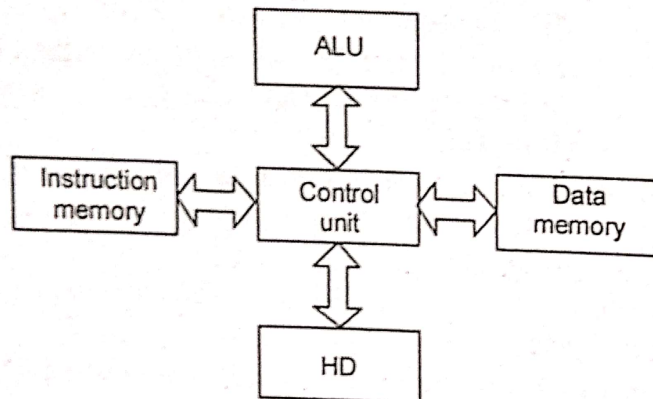 ALU
Instruction
memory
Control
unit
Data
memory
HD